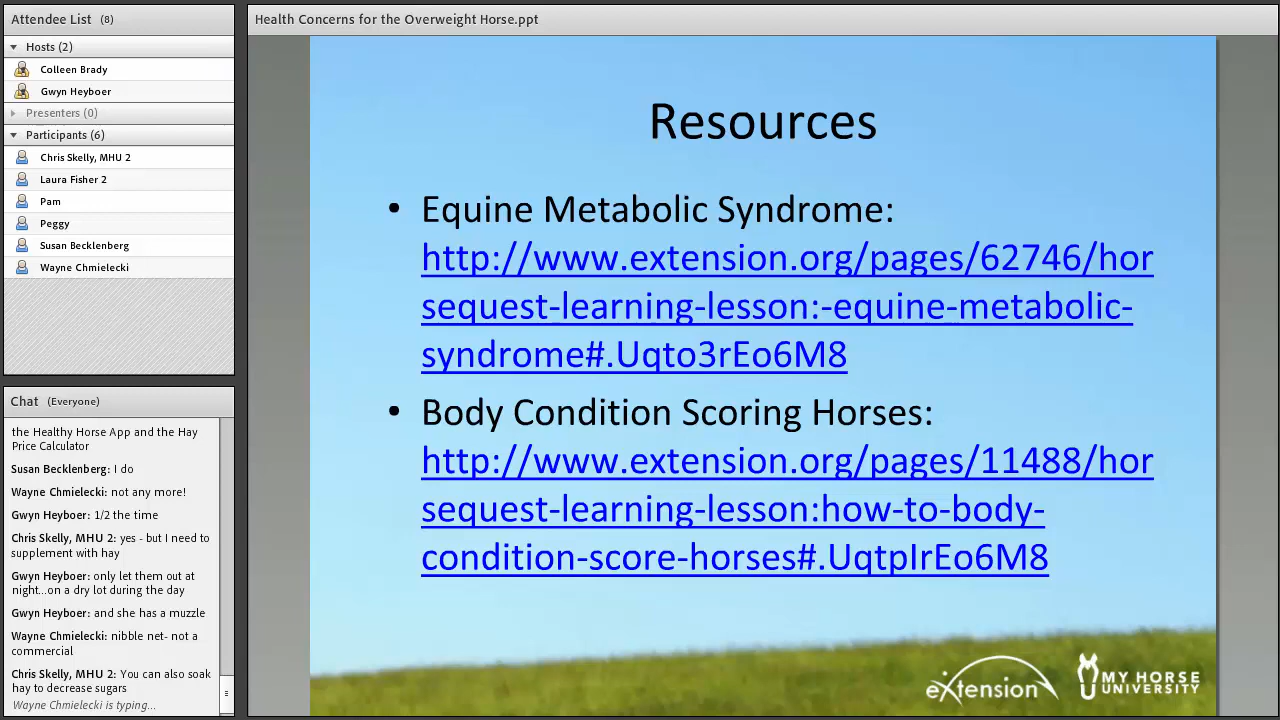 Attendee List (8)
Hosts (2)
Colleen Brady
Gwyn Heyboer
Presenters (0)
Participants (6)
Chris Skelly, MHU 2
Laura Fisher 2
Pam
Peggy
Susan Becklenberg
Wayne Chmielecki
Chat (Everyone)
the Healthy Horse App and the Hay
Price Calculator
Susan Becklenberg: I do
Wayne Chmielecki: not any more!
Gwyn Heyboer: 1/2 the time
Chris Skelly, MHU 2: yes - but I need to
supplement with hay
Gwyn Heyboer: only let them out at
night...on a dry lot during the day
Gwyn Heyboer: and she has a muzzle
Wayne Chmielecki: nibble net- not a
commercial
Chris Skelly, MHU 2: You can also soak
hay to decrease sugars
Wayne Chmielecki is typing...
Health Concerns for the Overweight Horse.ppt
Resources
• Equine Metabolic Syndrome:
http://www.extension.org/pages/62746/hor
sequest-learning-lesson:-equine-metabolic-
syndrome#.Uqto3rEo6M8
• Body Condition Scoring Horses:
http://www.extension.org/pages/11488/hor
sequest-learning-lesson:how-to-body-
condition-score-horses#.UqtpIrEo6M8
eXtension
MY HORSE
UNIVERSITY